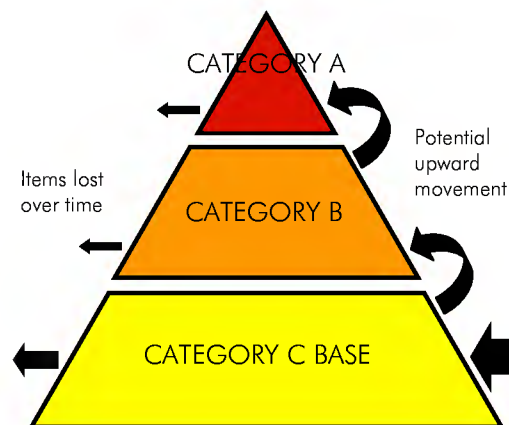 CATEGORY A
Potential
upward
movement
Items lost
over time
CATEGORY B
CATEGORY C BASE